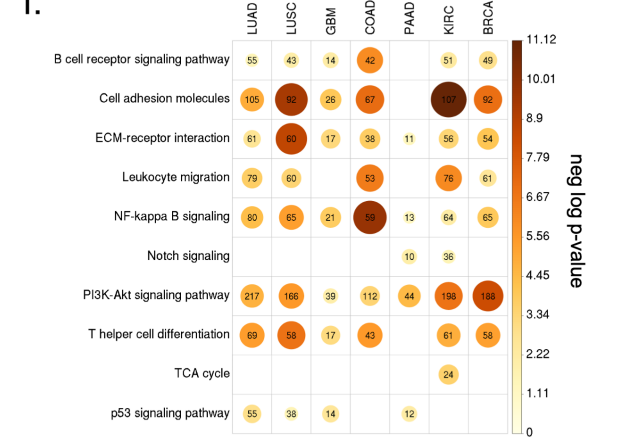 LUAD LUSC GBM COAD PAAD KIRC BRCA
B cell receptor signaling pathway 55 43 14 42 51 49
Cell adhesion molecules 105 92 26 67 107 92
ECM-receptor interaction 61 60 17 38 11 56 54
Leukocyte migration 79 60 53 76 61
NF-kappa B signaling 80 65 21 59 13 64 65
Notch signaling 10 36
PI3K-Akt signaling pathway 217 166 39 112 44 198 188
T helper cell differentiation 69 58 17 43 61 58
TCA cycle 24
p53 signaling pathway 55 38 14 12
11.12
10.01
8.9
7.79
6.67
5.56
4.45
3.34
2.22
1.11
0
neg log p-value